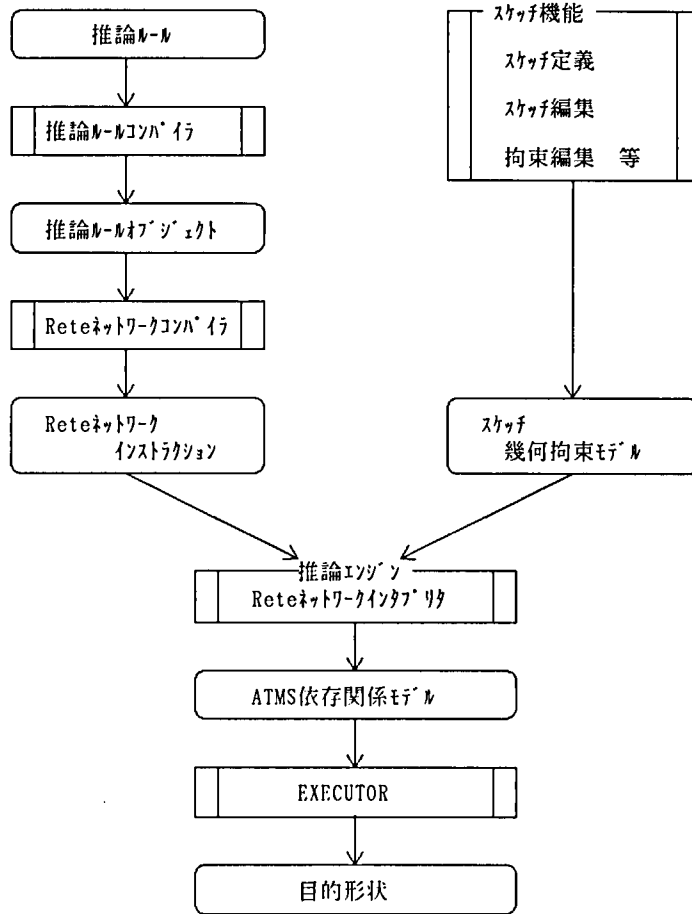 推論ルール
推論ルールコンパイラ
推論ルールオブジェクト
Reteネットワークコンパイラ
Reteネットワーク
インストラクション
スケッチ機能
スケッチ定義
スケッチ編集
拘束編集 等
スケッチ
幾何拘束モデル
推論エンジン
Reteネットワークインタプリタ
ATMS依存関係モデル
EXECUTOR
目的形状